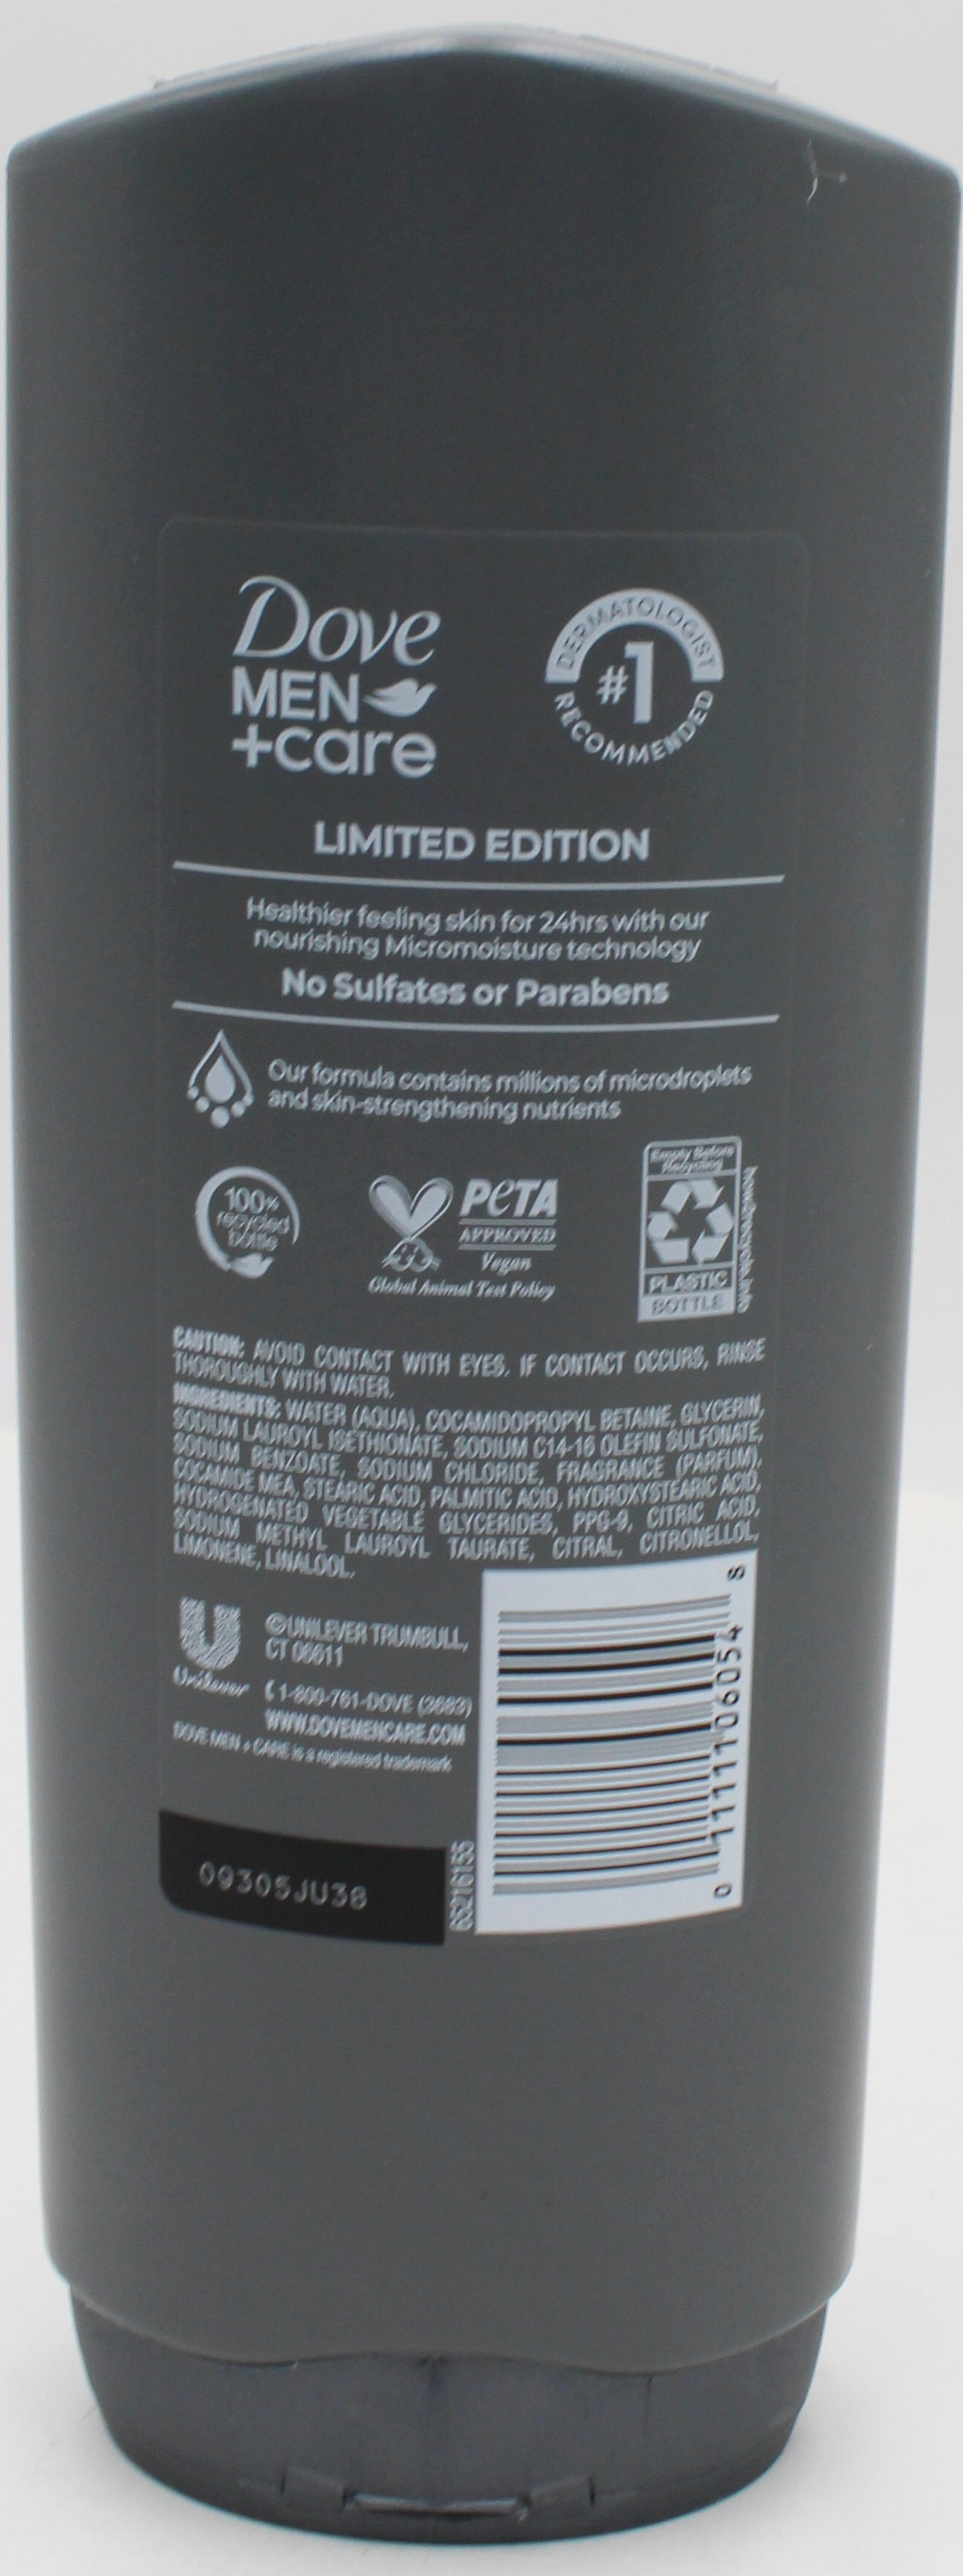 Dove
MEN
+care
DERMATOLOGIST
#1
RECOMMENDED
LIMITED EDITION
Healthier feeling skin for 24hrs with our
nourishing Micromoisture technology
No Sulfates or Parabens
Our formula contains millions of microdroplets
and skin-strengthening nutrients
100%
recycled
bottle
PETA
APPROVED
Vegan
Global Animal Test Policy
Empty Before
Recycling
PLASTIC
BOTTLE
how2recycle.info
CAUTION: AVOID CONTACT WITH EYES. IF CONTACT OCCURS, RINSE
THOROUGHLY WITH WATER.
INGREDIENTS: WATER (AQUA), COCAMIDOPROPYL BETAINE, GLYCERIN,
SODIUM LAUROYL ISETHIONATE, SODIUM C14-16 OLEFIN SULFONATE,
SODIUM BENZOATE, SODIUM CHLORIDE, FRAGRANCE (PARFUM),
COCAMIDE MEA, STEARIC ACID, PALMITIC ACID, HYDROXYSTEARIC ACID,
HYDROGENATED VEGETABLE GLYCERIDES, PPG-9, CITRIC ACID,
SODIUM METHYL LAUROYL TAURATE, CITRAL, CITRONELLOL,
LIMONENE, LINALOOL.
Unilever
©UNILEVER TRUMBULL,
CT 06611
1-800-761-DOVE (3683)
WWW.DOVEMENCARE.COM
DOVE MEN + CARE is a registered trademark
09305JU38
65216155
0 11111 06054 8